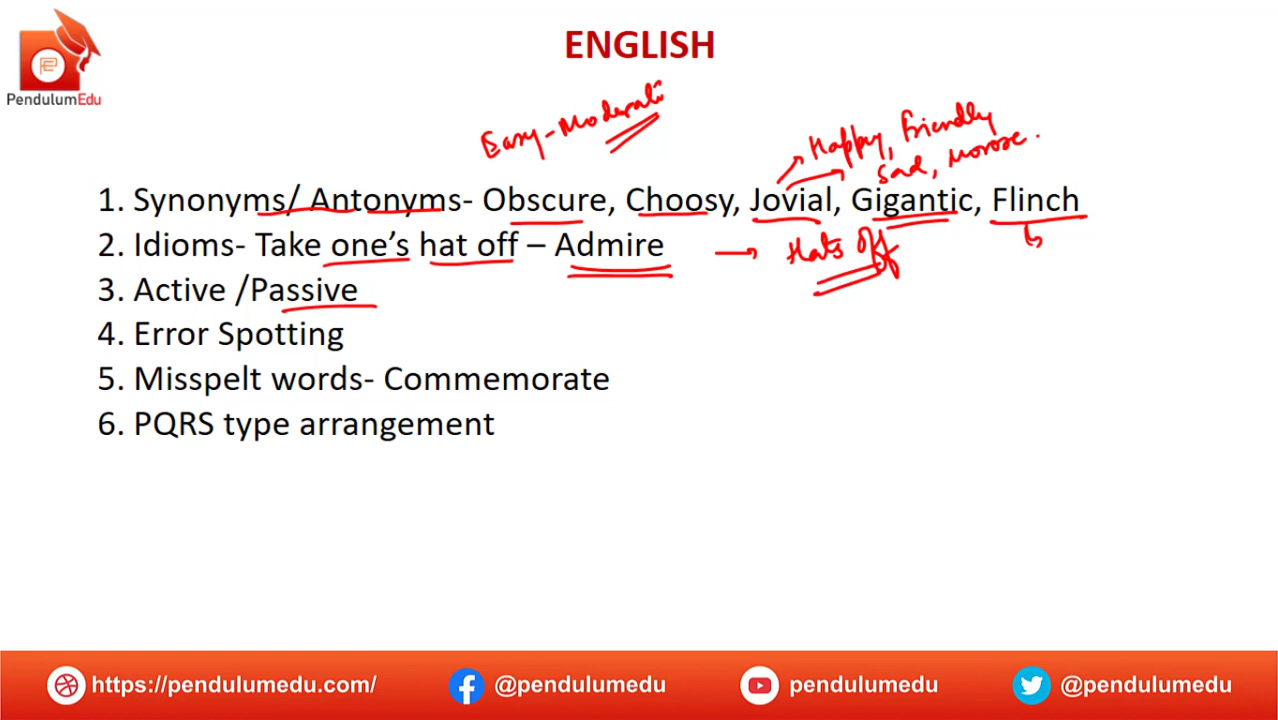 ENGLISH
PendulumEdu
Easy-Moderate
Happy, Friendly
Sad, Morose.
1. Synonyms/ Antonyms- Obscure, Choosy, Jovial, Gigantic, Flinch
2. Idioms- Take one's hat off – Admire → Hats off
3. Active /Passive
4. Error Spotting
5. Misspelt words- Commemorate
6. PQRS type arrangement
https://pendulumedu.com/ @pendulumedu pendulumedu @pendulumedu